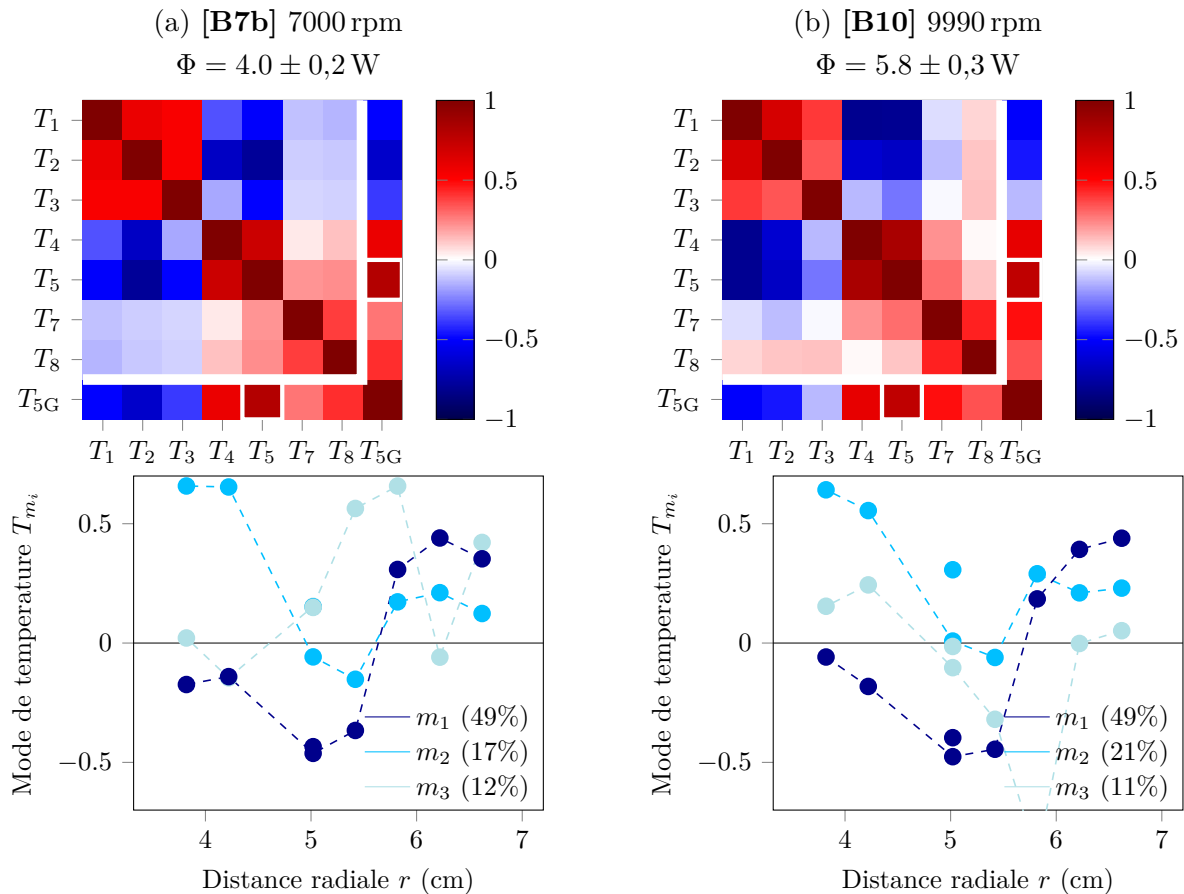 (a) [B7b] 7000 rpm
Φ = 4.0 ± 0,2 W
T1
T2
T3
T4
T5
T7
T8
T5G
T1 T2 T3 T4 T5 T7 T8 T5G
1
0.5
0
−0.5
−1
(b) [B10] 9990 rpm
Φ = 5.8 ± 0,3 W
T1
T2
T3
T4
T5
T7
T8
T5G
T1 T2 T3 T4 T5 T7 T8 T5G
1
0.5
0
−0.5
−1
Mode de temperature Tmi
0.5
0
−0.5
m1 (49%)
m2 (17%)
m3 (12%)
4 5 6 7
Distance radiale r (cm)
Mode de temperature Tmi
0.5
0
−0.5
m1 (49%)
m2 (21%)
m3 (11%)
4 5 6 7
Distance radiale r (cm)